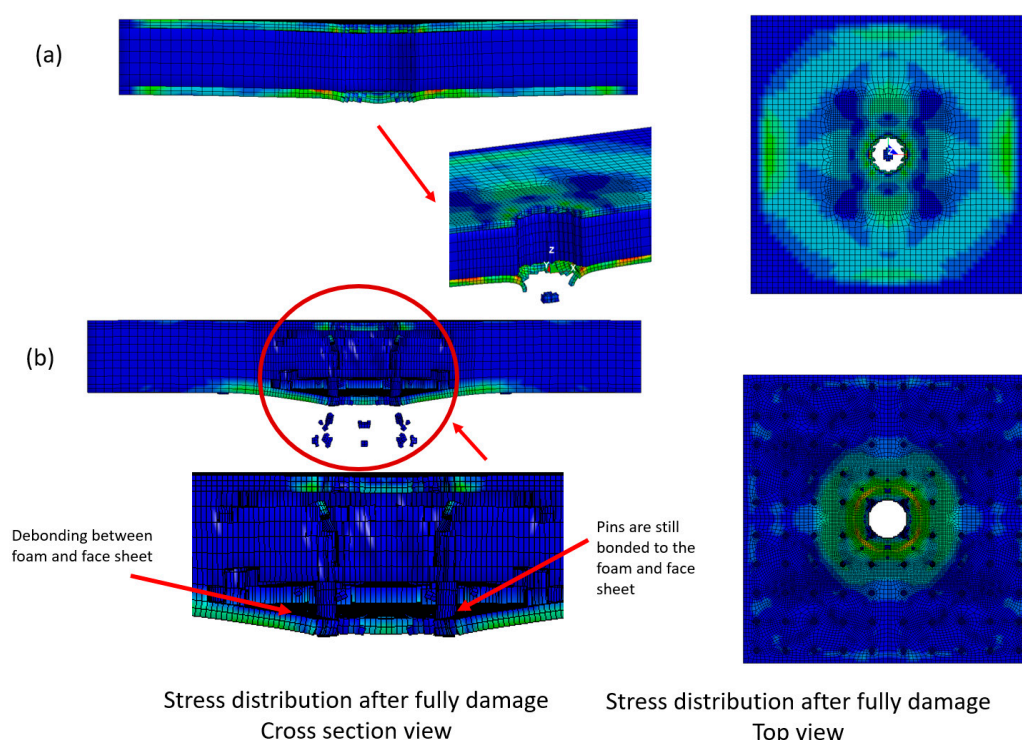 (a)
Z
Y
X
Z
(b)
Debonding between
foam and face sheet
Pins are still
bonded to the
foam and face
sheet
Stress distribution after fully damage
Cross section view
Stress distribution after fully damage
Top view